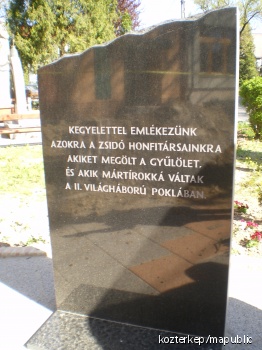 KEGYELETTEL EMLÉKEZÜNK
AZOKRA A ZSIDÓ HONFITÁRSAINKRA
AKIKET MEGÖLT A GYŰLÖLET,
ÉS AKIK MÁRTÍROKKÁ VÁLTAK
A II. VILÁGHÁBORÚ POKLÁBAN.
kozterkep/mapublic